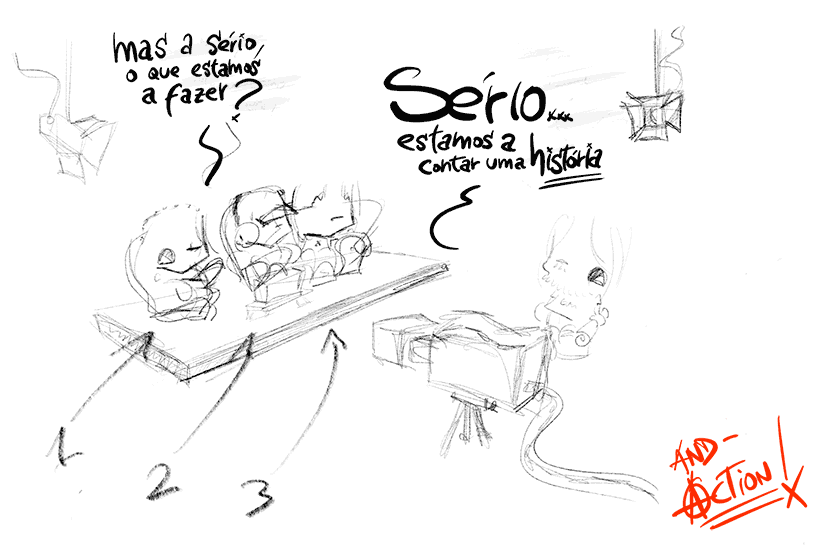 mas a sério,
o que estamos
a fazer?
Sério...
estamos a
contar uma história
1
2
3
AND-
ACTION!
X